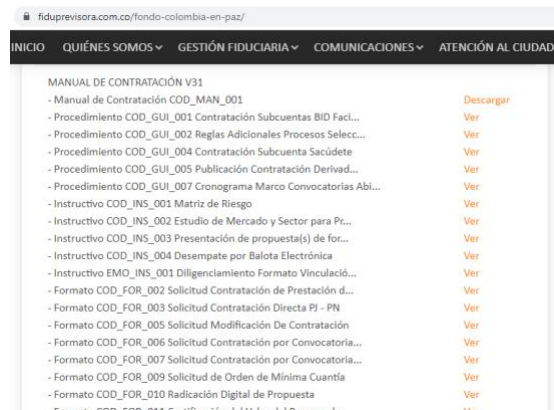 fiduprevisora.com.co/fondo-colombia-en-paz/
INICIO QUIÉNES SOMOS GESTIÓN FIDUCIARIA COMUNICACIONES ATENCIÓN AL CIUDAD
MANUAL DE CONTRATACIÓN V31
- Manual de Contratación COD_MAN_001 Descargar
- Procedimiento COD_GUI_001 Contratación Subcuentas BID Faci... Ver
- Procedimiento COD_GUI_002 Reglas Adicionales Procesos Selecc... Ver
- Procedimiento COD_GUI_004 Contratación Subcuenta Sacúdete Ver
- Procedimiento COD_GUI_005 Publicación Contratación Derivad... Ver
- Procedimiento COD_GUI_007 Cronograma Marco Convocatorias Abi... Ver
- Instructivo COD_INS_001 Matriz de Riesgo Ver
- Instructivo COD_INS_002 Estudio de Mercado y Sector para Pr... Ver
- Instructivo COD_INS_003 Presentación de propuesta(s) de for... Ver
- Instructivo COD_INS_004 Desempate por Balota Electrónica Ver
- Instructivo EMO_INS_001 Diligenciamiento Formato Vinculació... Ver
- Formato COD_FOR_002 Solicitud Contratación de Prestación d... Ver
- Formato COD_FOR_003 Solicitud Contratación Directa PJ - PN Ver
- Formato COD_FOR_005 Solicitud Modificación De Contratación Ver
- Formato COD_FOR_006 Solicitud Contratación por Convocatoria... Ver
- Formato COD_FOR_007 Solicitud Contratación por Convocatoria... Ver
- Formato COD_FOR_009 Solicitud de Orden de Mínima Cuantía Ver
- Formato COD_FOR_010 Radicación Digital de Propuesta Ver